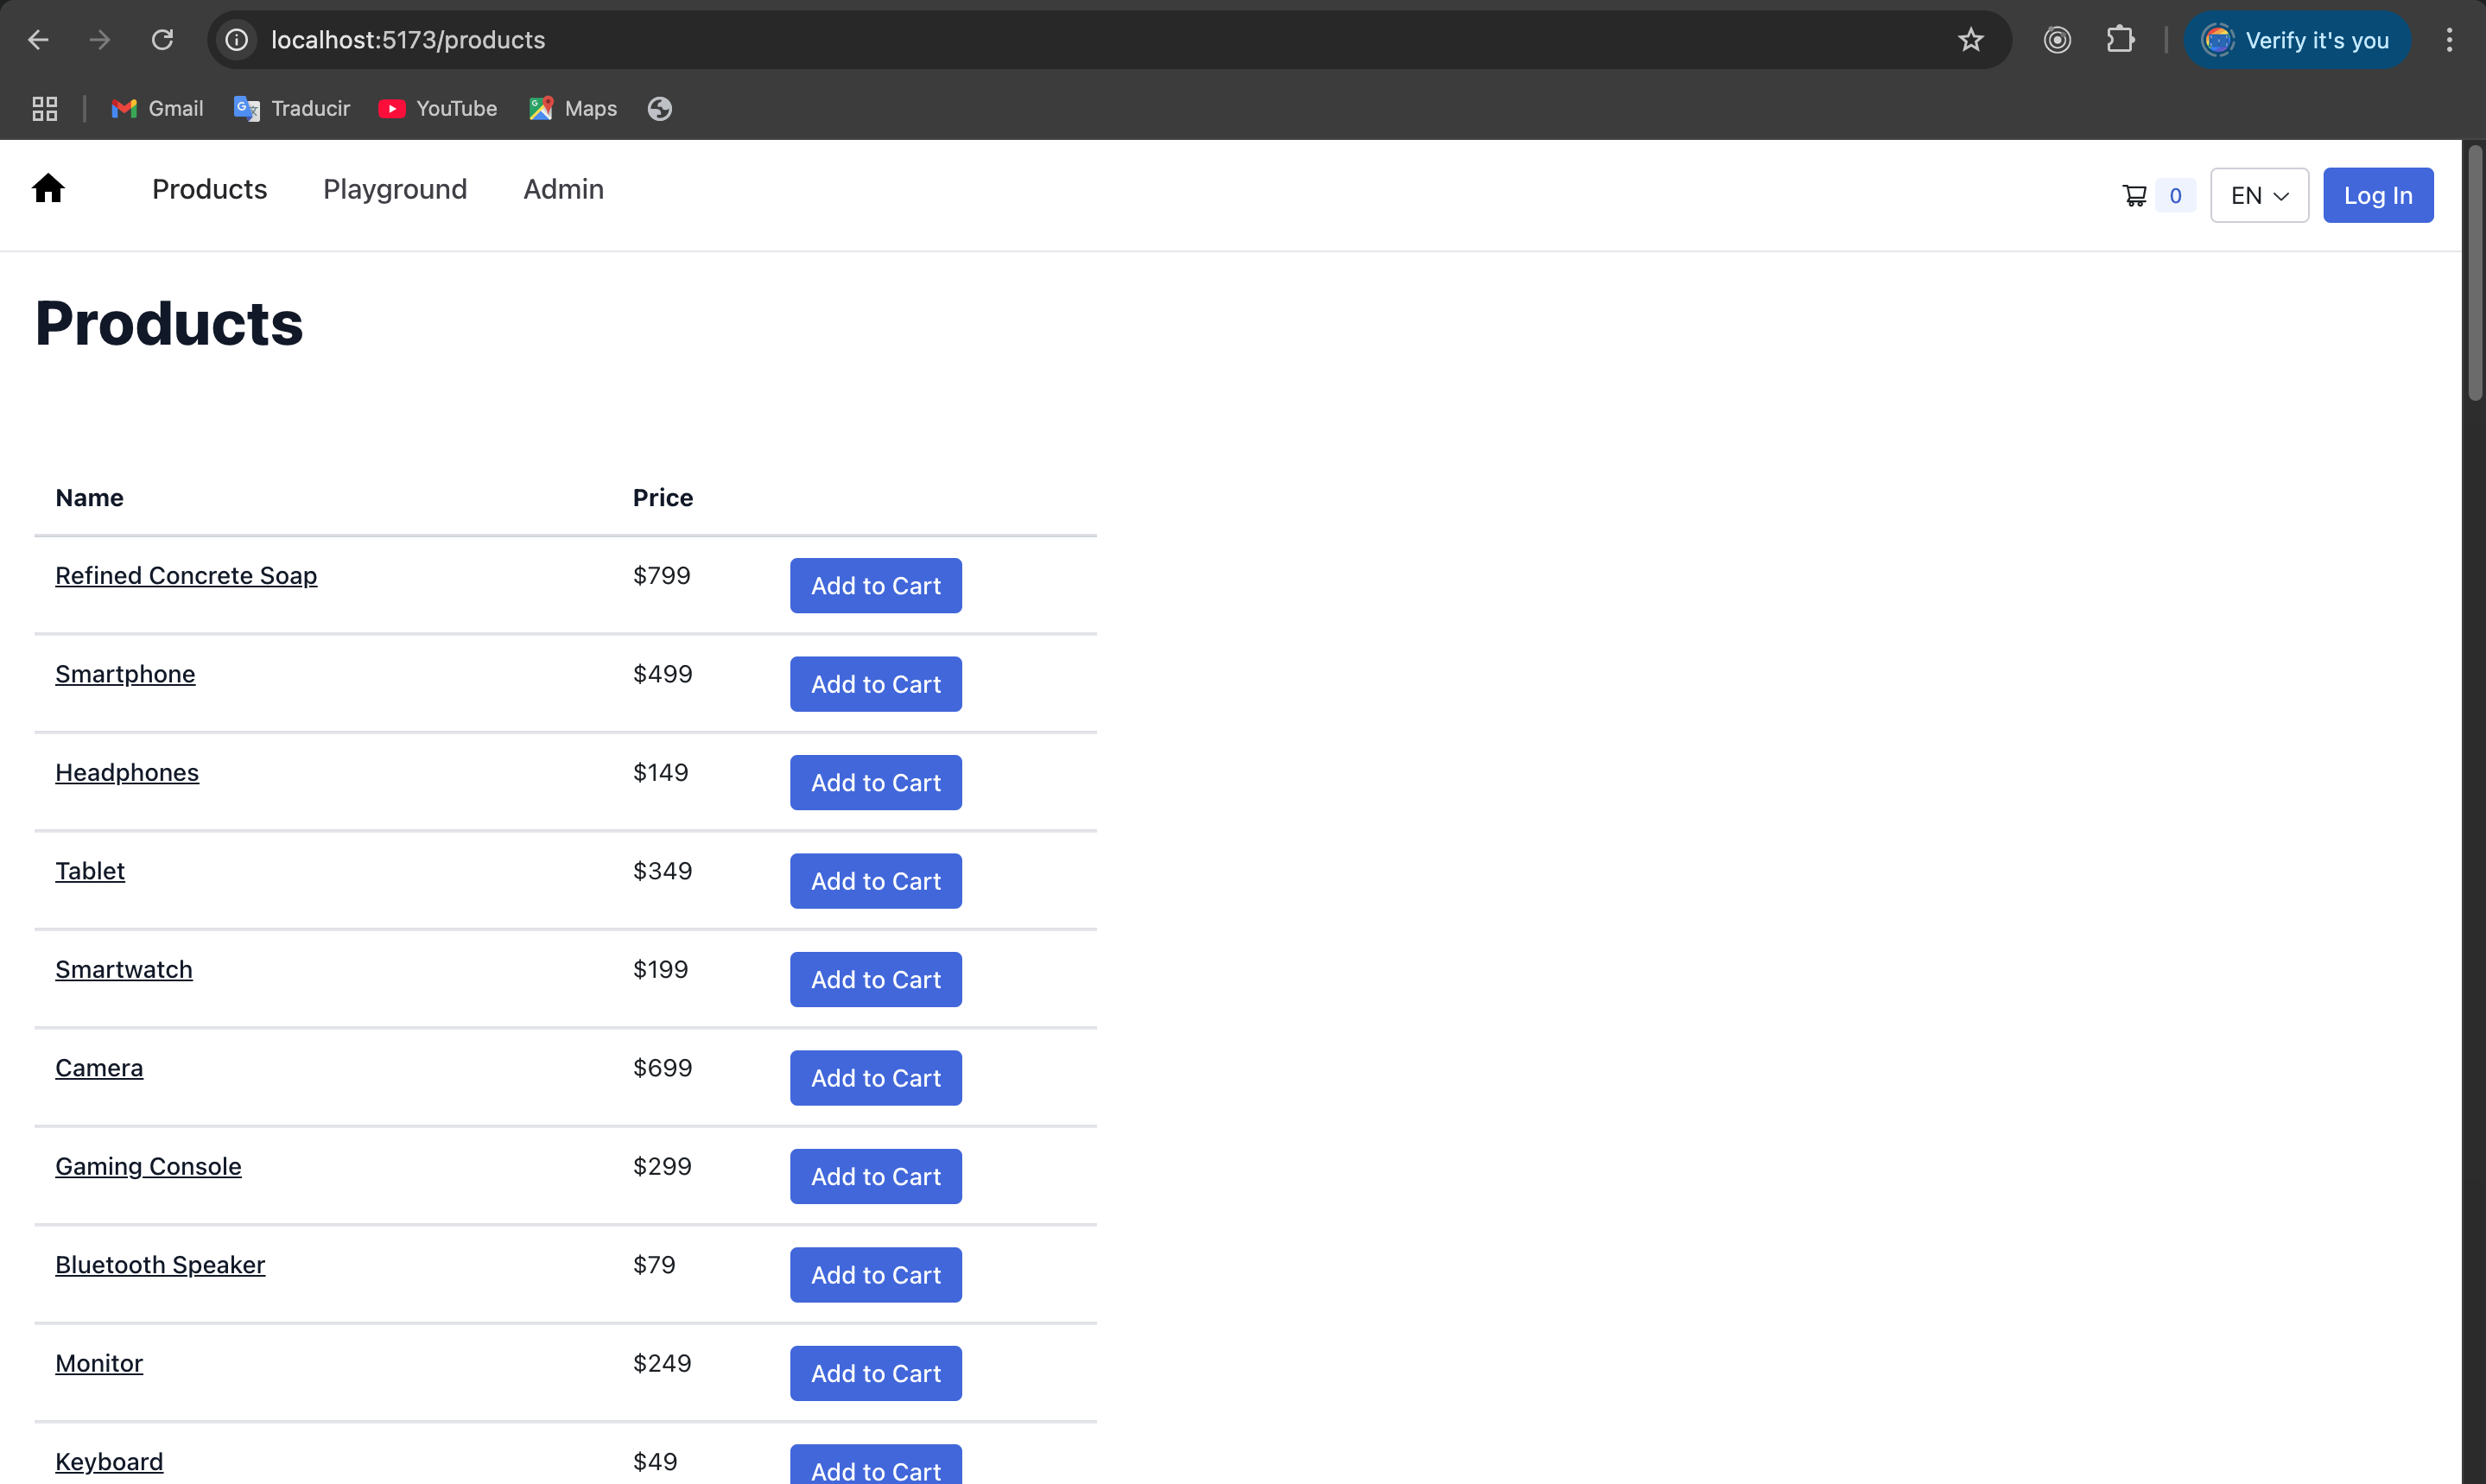 localhost:5173/products
Verify it's you
Gmail
Traducir
YouTube
Maps
Products
Playground
Admin
0
EN
Log In
Products
Name Price
Refined Concrete Soap $799 Add to Cart
Smartphone $499 Add to Cart
Headphones $149 Add to Cart
Tablet $349 Add to Cart
Smartwatch $199 Add to Cart
Camera $699 Add to Cart
Gaming Console $299 Add to Cart
Bluetooth Speaker $79 Add to Cart
Monitor $249 Add to Cart
Keyboard $49 Add to Cart